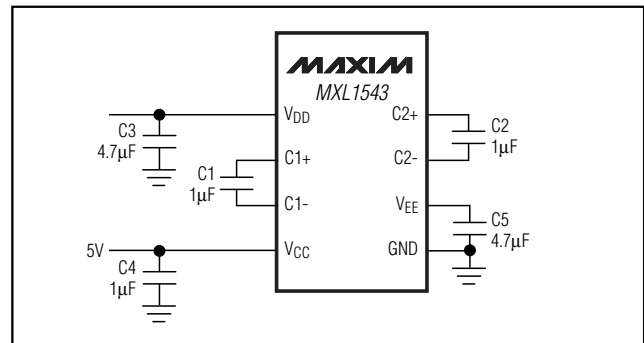 MAXIM
MXL1543
VDD
C2+
C3
4.7μF
C2
1μF
C1+
C2-
C1
1μF
C1-
VEE
C5
4.7μF
5V
VCC
GND
C4
1μF